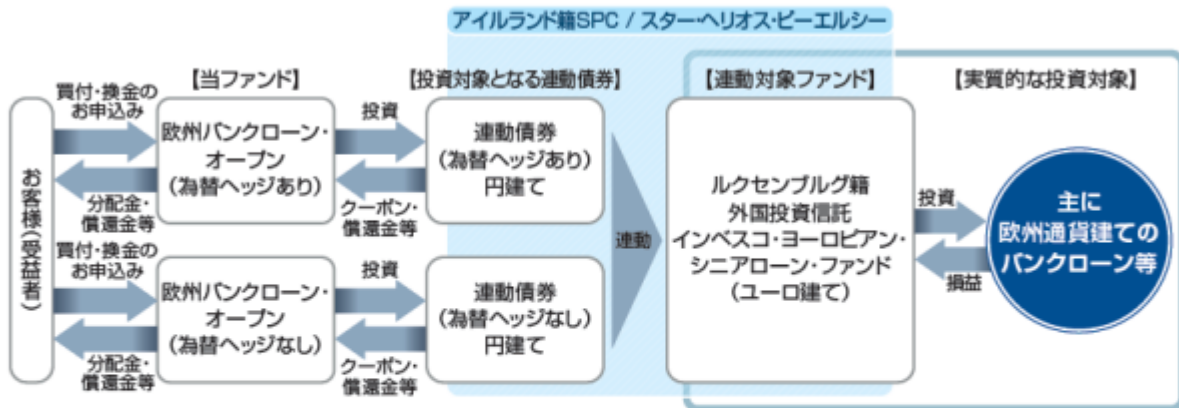 アイルランド籍SPC / スター・ヘリオス・ピーエルシー
【当ファンド】
【投資対象となる連動債券】
【連動対象ファンド】
【実質的な投資対象】
お客様(受益者)
買付・換金の
お申込み
分配金・
償還金等
欧州バンクローン・
オープン
(為替ヘッジあり)
投資
クーポン・
償還金等
連動債券
(為替ヘッジあり)
円建て
買付・換金の
お申込み
分配金・
償還金等
欧州バンクローン・
オープン
(為替ヘッジなし)
投資
クーポン・
償還金等
連動債券
(為替ヘッジなし)
円建て
連動
ルクセンブルグ籍
外国投資信託
インベスコ・ヨーロピアン・
シニアローン・ファンド
(ユーロ建て)
投資
損益
主に
欧州通貨建ての
バンクローン等